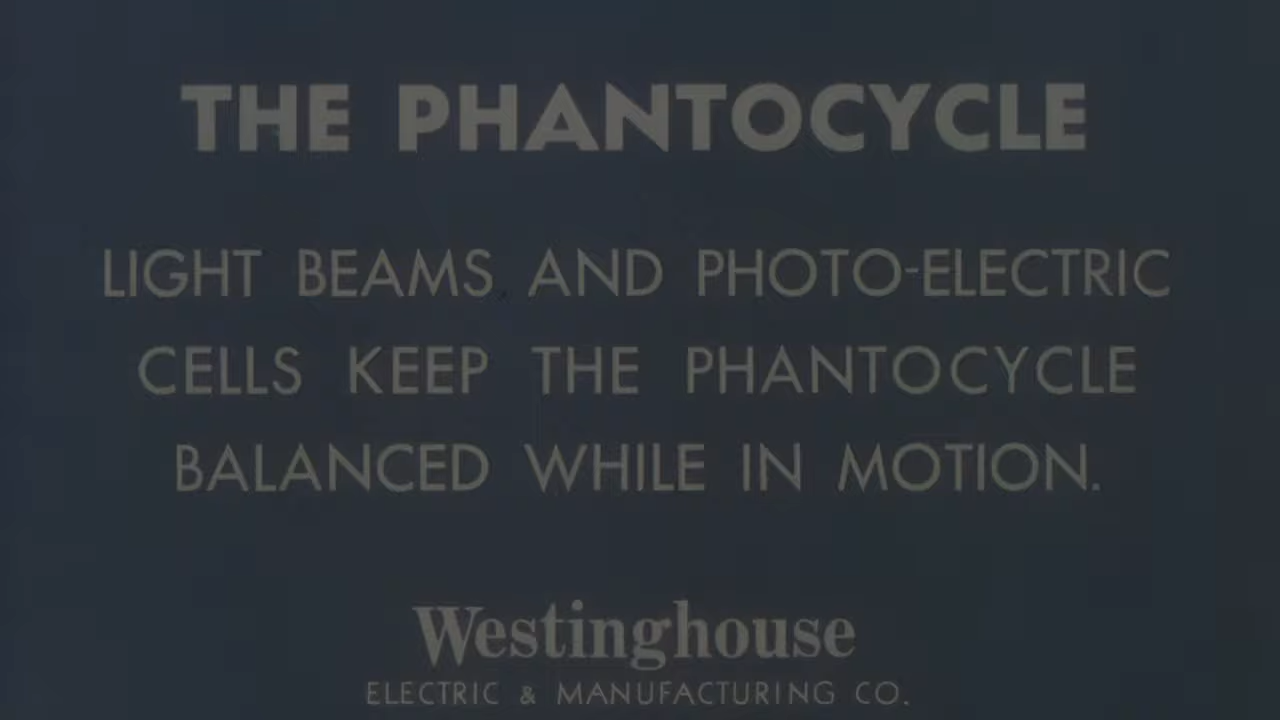 THE PHANTOCYCLE
LIGHT BEAMS AND PHOTO-ELECTRIC
CELLS KEEP THE PHANTOCYCLE
BALANCED WHILE IN MOTION.
Westinghouse
ELECTRIC & MANUFACTURING CO.